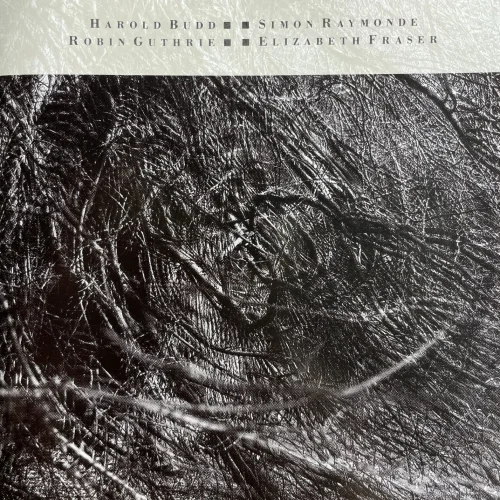 HAROLD BUDD ■ ■ SIMON RAYMONDE
ROBIN GUTHRIE ■ ■ ELIZABETH FRASER